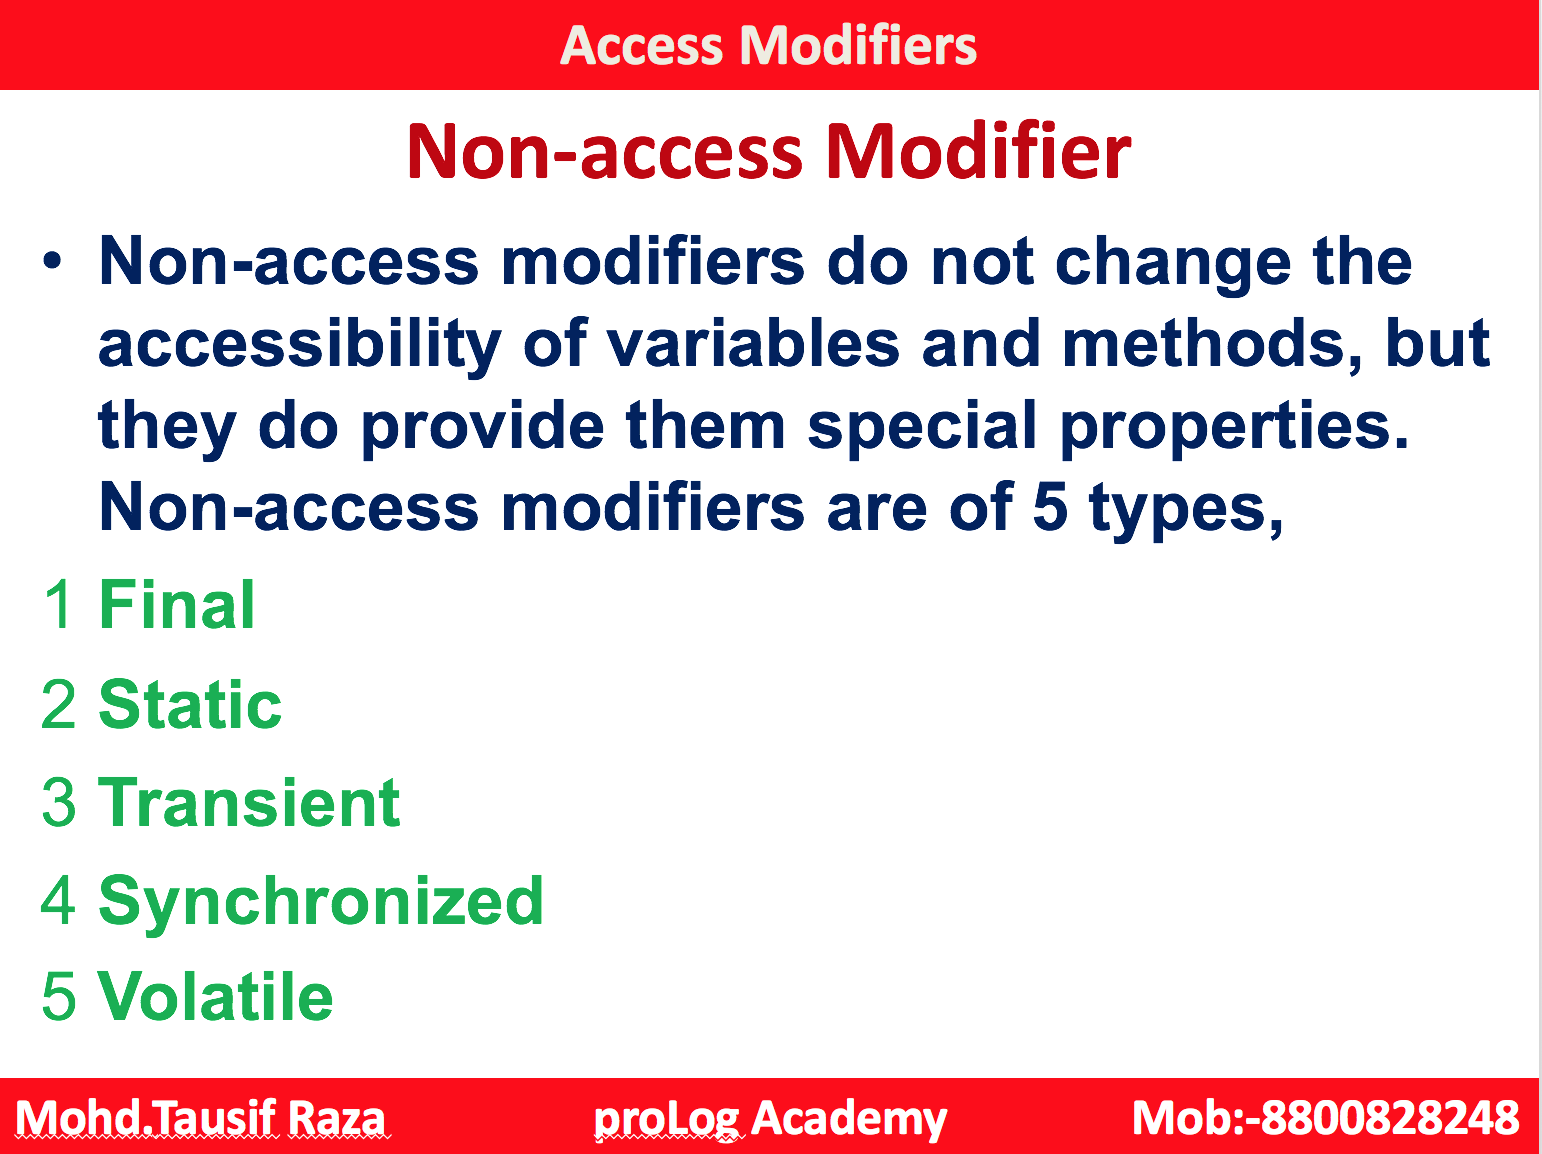 Access Modifiers
Non-access Modifier
• Non-access modifiers do not change the
accessibility of variables and methods, but
they do provide them special properties.
Non-access modifiers are of 5 types,
1 Final
2 Static
3 Transient
4 Synchronized
5 Volatile
Mohd.Tausif Raza proLog Academy Mob:-8800828248